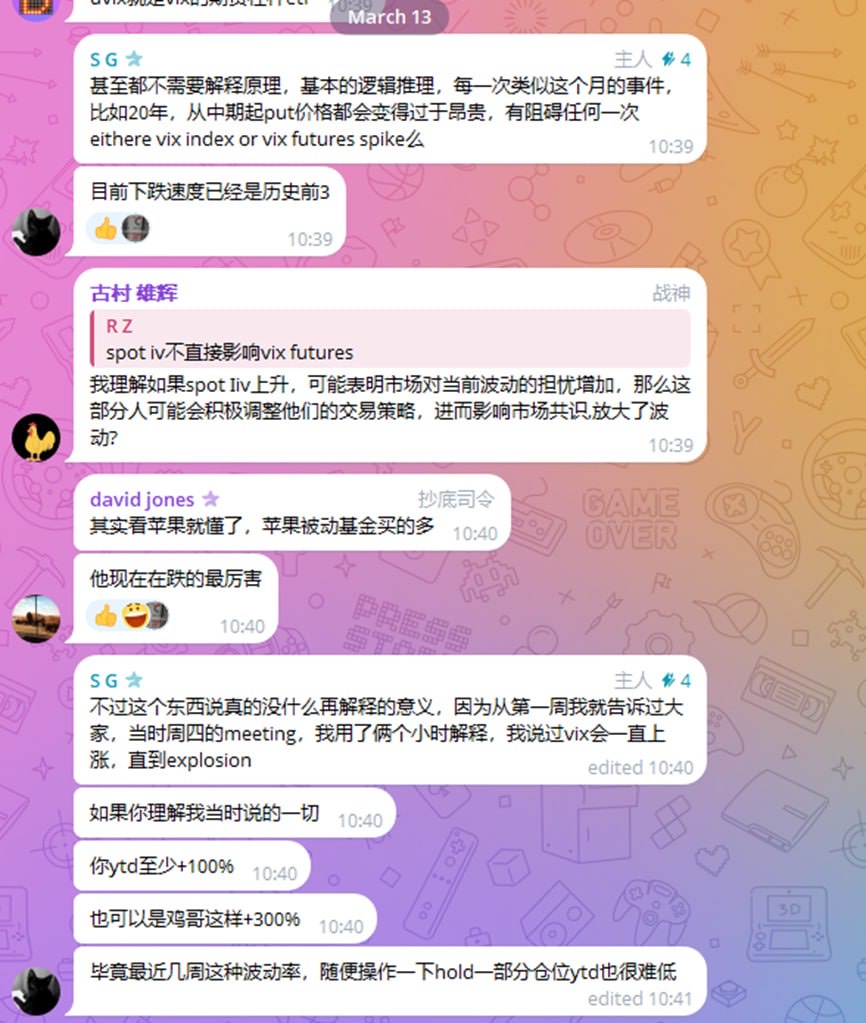 March 13
S G
主人 4
甚至都不需要解释原理，基本的逻辑推理，每一次类似这个月的事件，
比如20年，从中期起put价格都会变得过于昂贵，有阻碍任何一次
eithere vix index or vix futures spike么
10:39
目前下跌速度已经是历史前3
10:39
古村 雄辉
战神
R Z
spot iv不直接影响vix futures
我理解如果spot Iiv上升，可能表明市场对当前波动的担忧增加，那么这
部分人可能会积极调整他们的交易策略，进而影响市场共识,放大了波
动?
10:39
david jones
抄底司令
其实看苹果就懂了，苹果被动基金买的多
10:40
他现在在跌的最厉害
10:40
S G
主人 4
不过这个东西说真的没什么再解释的意义，因为从第一周我就告诉过大
家，当时周四的meeting，我用了俩个小时解释，我说过vix会一直上
涨，直到explosion
edited 10:40
如果你理解我当时说的一切
10:40
你ytd至少+100%
10:40
也可以是鸡哥这样+300%
10:40
毕竟最近几周这种波动率，随便操作一下hold一部分仓位ytd也很难低
edited 10:41
GAME
OVER
PRESS
3D